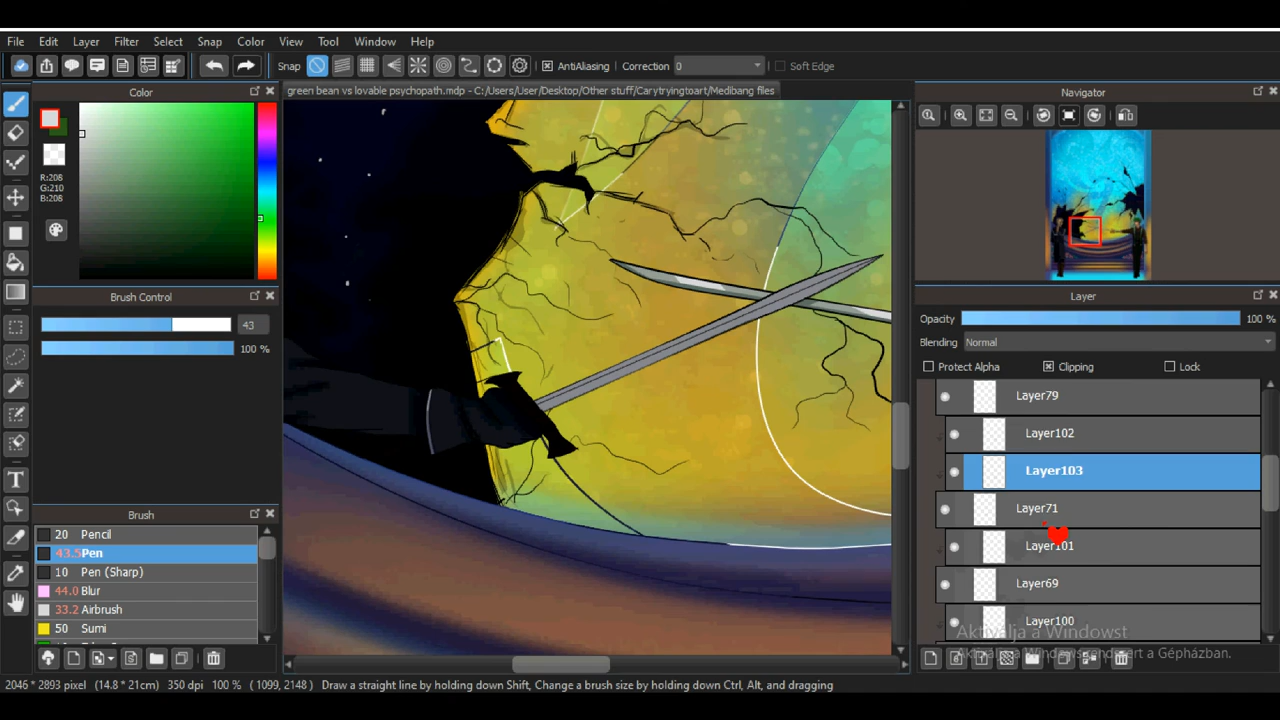 File Edit Layer Filter Select Snap Color View Tool Window Help
Snap AntiAliasing Correction 0 Soft Edge
Color
green bean vs lovable psychopath.mdp - C:/Users/User/Desktop/Other stuff/Carytryingtoart/Medibang files
Navigator
R:208
G:210
B:208
Brush Control
43
100 %
Layer
Opacity 100 %
Blending Normal
Protect Alpha Clipping Lock
Layer79
Layer102
Layer103
Layer71
Layer101
Layer69
Layer100
Brush
20 Pencil
43.5 Pen
10 Pen (Sharp)
44.0 Blur
33.2 Airbrush
50 Sumi
Aktiválja a Windowst
2046 * 2893 pixel (14.8 * 21cm) 350 dpi 100 % ( 1099, 2148 ) Draw a straight line by holding down Shift, Change a brush size by holding down Ctrl, Alt, and dragging